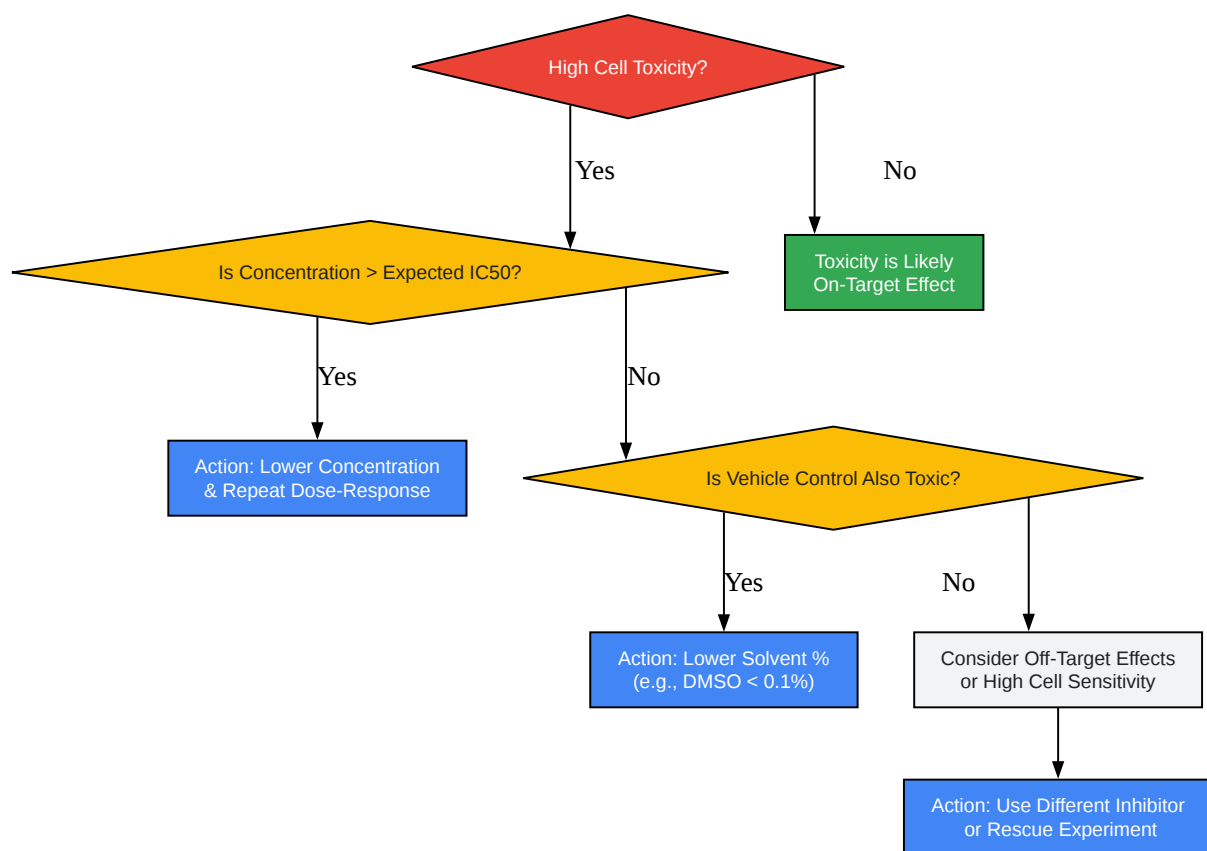 High Cell Toxicity?
Yes
No
Is Concentration > Expected IC50?
Toxicity is Likely
On-Target Effect
Yes
No
Action: Lower Concentration
& Repeat Dose-Response
Is Vehicle Control Also Toxic?
Yes
No
Action: Lower Solvent %
(e.g., DMSO < 0.1%)
Consider Off-Target Effects
or High Cell Sensitivity
Action: Use Different Inhibitor
or Rescue Experiment